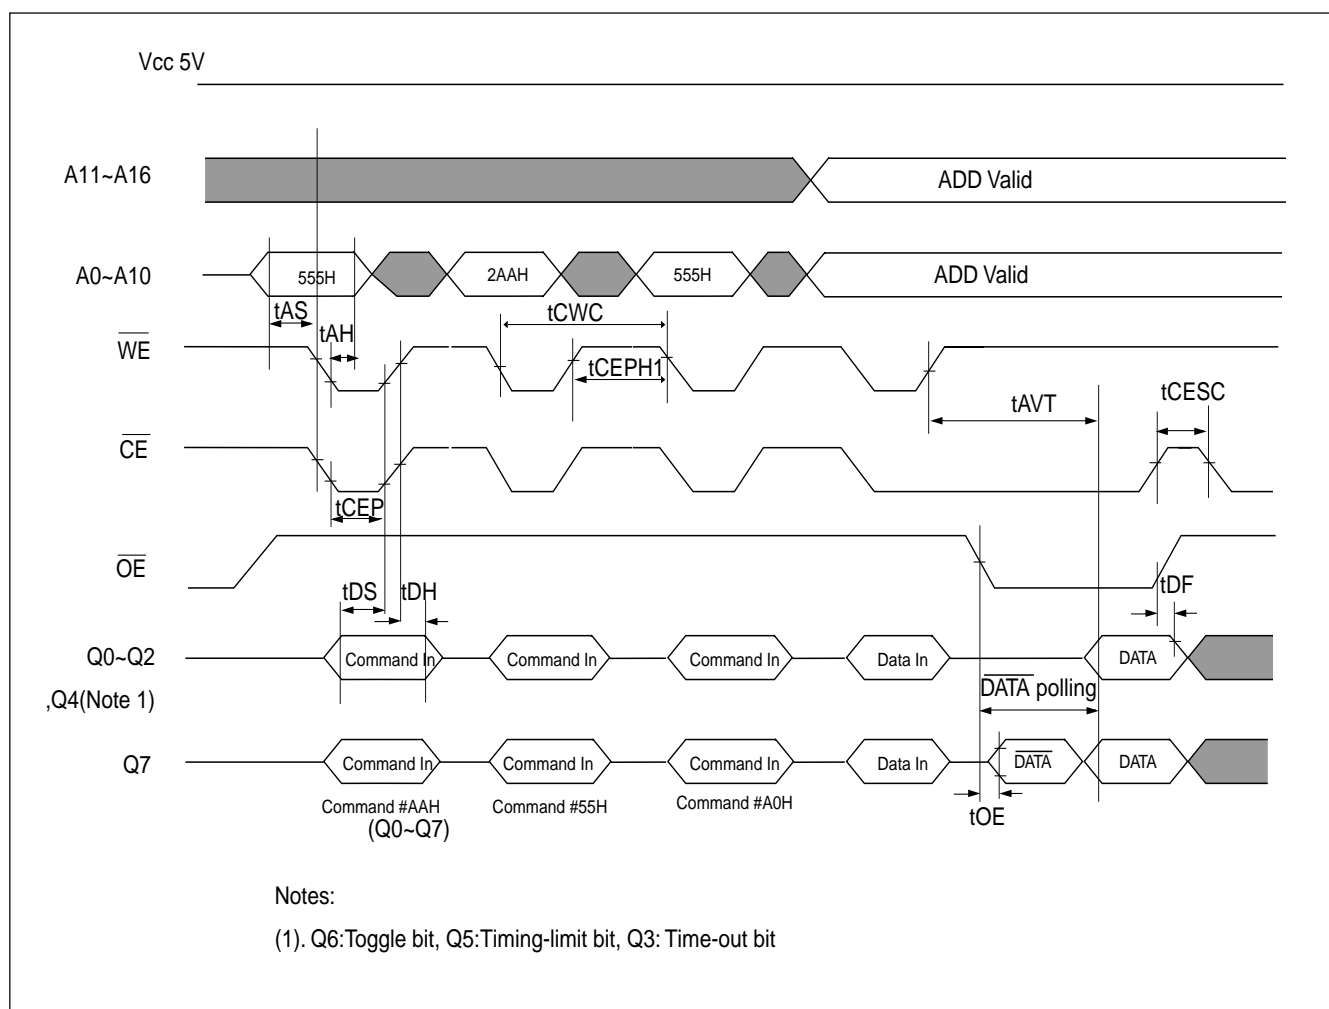 Vcc 5V
A11~A16
ADD Valid
A0~A10
555H
2AAH
555H
ADD Valid
tAS
tAH
tCWC
WE
tCEPH1
tAVT
tCESC
CE
tCEP
OE
tDS
tDH
tDF
Q0~Q2
Command In
Command In
Command In
Data In
DATA
,Q4(Note 1)
DATA polling
Q7
Command In
Command In
Command In
Data In
DATA
DATA
Command #AAH
Command #55H
Command #A0H
(Q0~Q7)
tOE
Notes:
(1). Q6:Toggle bit, Q5:Timing-limit bit, Q3: Time-out bit